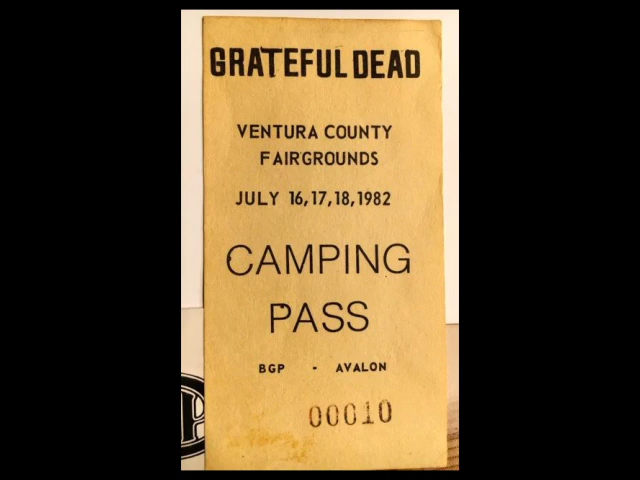 GRATEFUL DEAD
VENTURA COUNTY
FAIRGROUNDS
JULY 16,17,18,1982
CAMPING
PASS
BGP - AVALON
00010